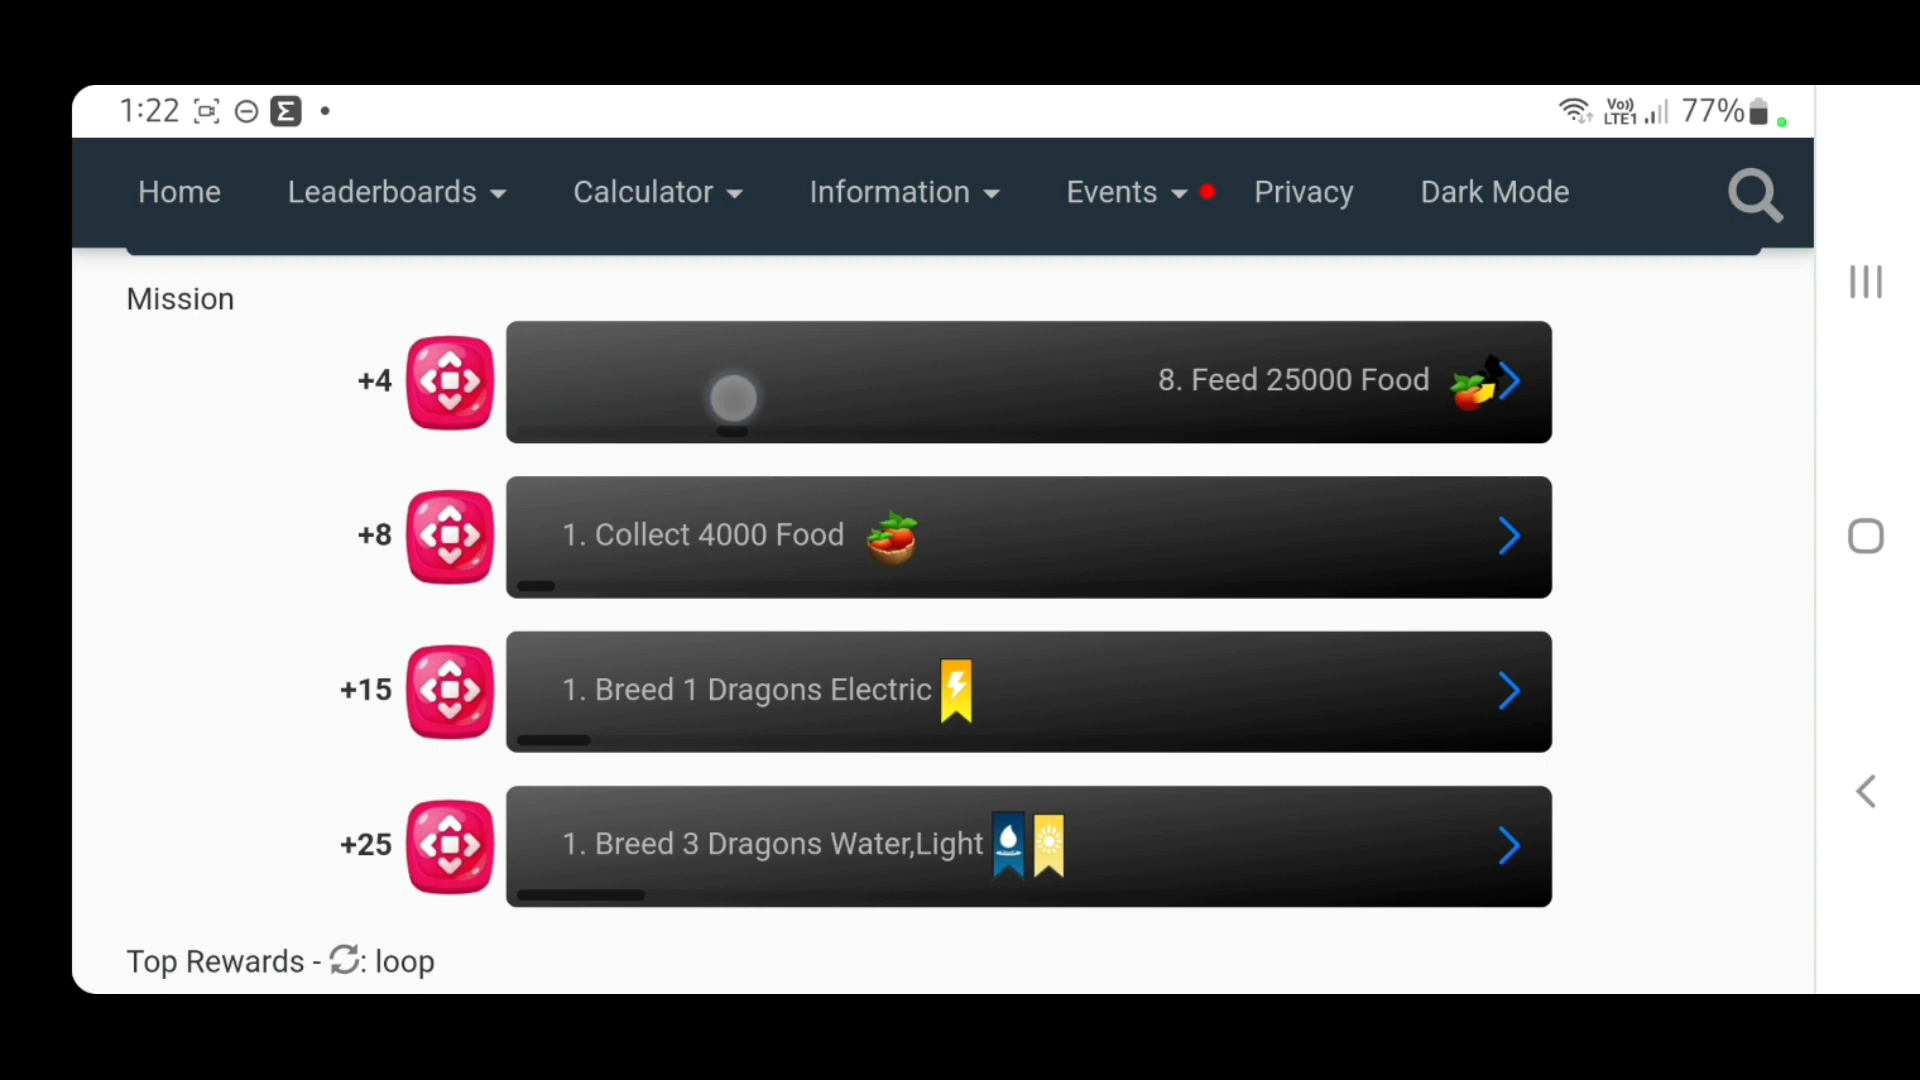 1:22 Vo)) LTE1 77%
Home Leaderboards Calculator Information Events Privacy Dark Mode
Mission
+4 8. Feed 25000 Food
+8 1. Collect 4000 Food
+15 1. Breed 1 Dragons Electric
+25 1. Breed 3 Dragons Water,Light
Top Rewards - : loop